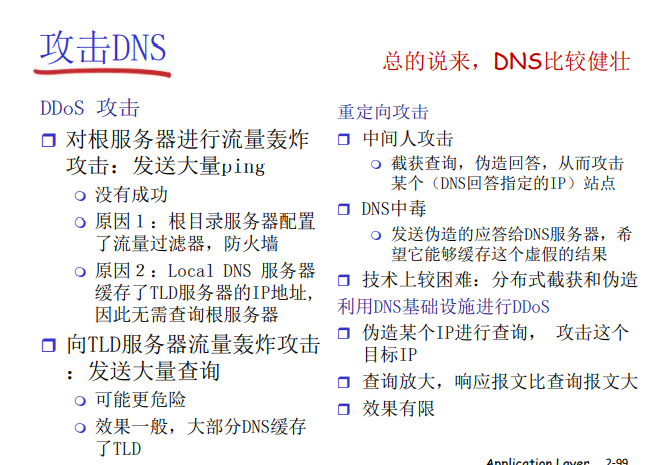 攻击DNS
总的说来，DNS比较健壮
DDoS 攻击
对根服务器进行流量轰炸
攻击：发送大量ping
没有成功
原因1：根目录服务器配置
了流量过滤器，防火墙
原因2：Local DNS 服务器
缓存了TLD服务器的IP地址，
因此无需查询根服务器
向TLD服务器流量轰炸攻击
：发送大量查询
可能更危险
效果一般，大部分DNS缓存
了TLD
重定向攻击
中间人攻击
截获查询，伪造回答，从而攻击
某个（DNS回答指定的IP）站点
DNS中毒
发送伪造的应答给DNS服务器，希
望它能够缓存这个虚假的结果
技术上较困难：分布式截获和伪造
利用DNS基础设施进行DDoS
伪造某个IP进行查询， 攻击这个
目标IP
查询放大，响应报文比查询报文大
效果有限
Application Layer 2-99